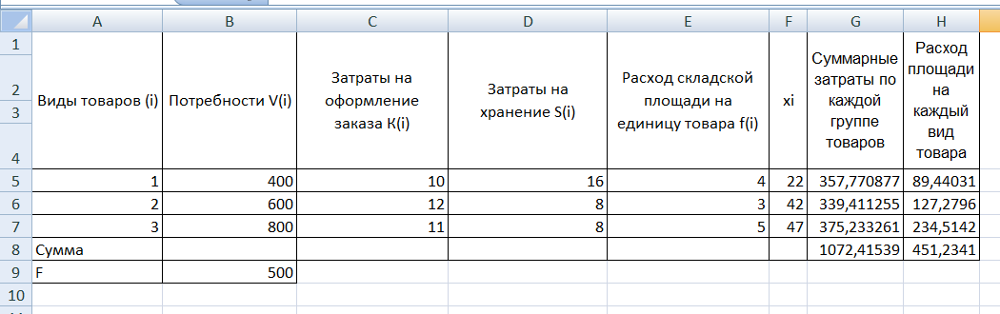 A B C D E F G H
1
2
3
4
Виды товаров (i)
Потребности V(i)
Затраты на
оформление
заказа K(i)
Затраты на
хранение S(i)
Расход складской
площади на
единицу товара f(i)
xi
Суммарные
затраты по
каждой
группе
товаров
Расход
площади
на
каждый
вид
товара
5 1 400 10 16 4 22 357,770877 89,44031
6 2 600 12 8 3 42 339,411255 127,2796
7 3 800 11 8 5 47 375,233261 234,5142
8 Сумма 1072,41539 451,2341
9 F 500
10